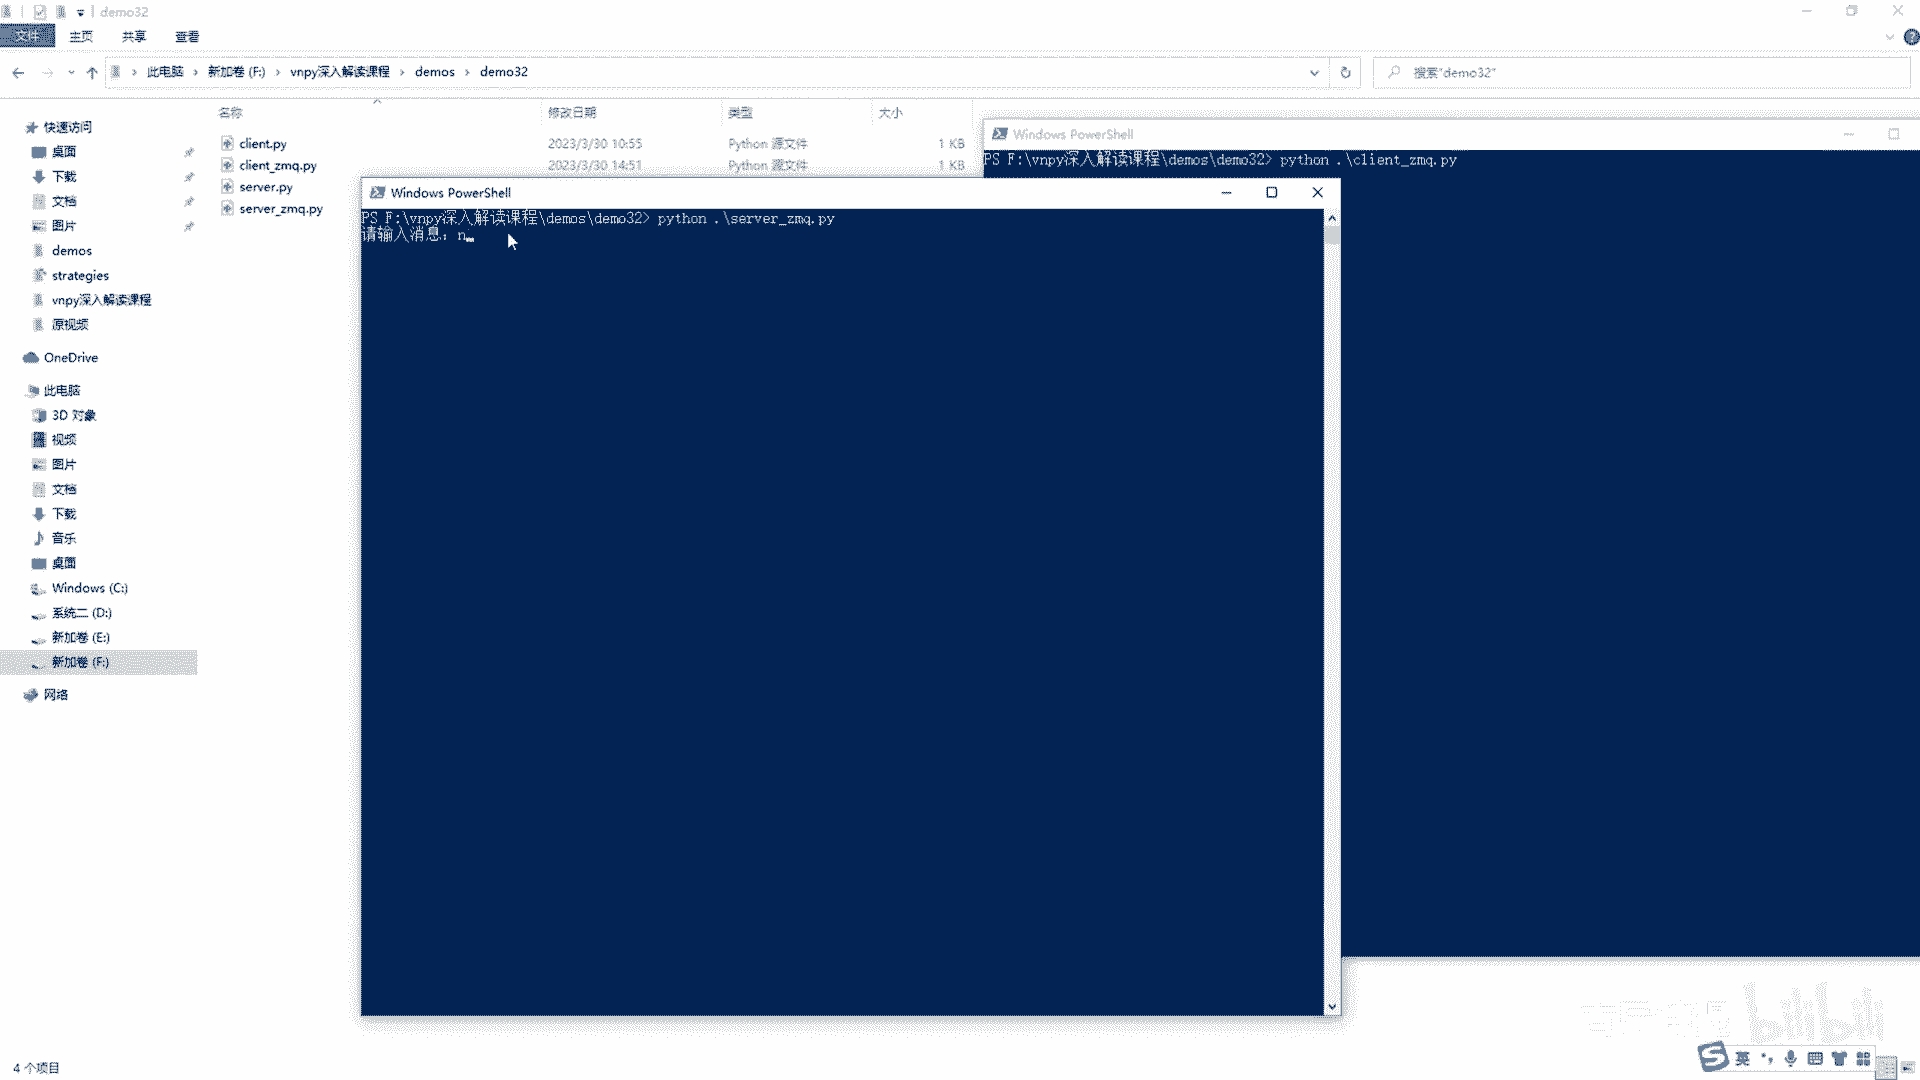 demo32
文件 主页 共享 查看
此电脑 › 新加卷 (F:) › vnpy深入解读课程 › demos › demo32
搜索"demo32"
名称 修改日期 类型 大小
client.py 2023/3/30 10:55 Python 源文件 1 KB
client_zmq.py 2023/3/30 14:51 Python 源文件 1 KB
server.py
server_zmq.py
快速访问
桌面
下载
文档
图片
demos
strategies
vnpy深入解读课程
原视频
OneDrive
此电脑
3D 对象
视频
图片
文档
下载
音乐
桌面
Windows (C:)
系统二 (D:)
新加卷 (E:)
新加卷 (F:)
网络
4 个项目
Windows PowerShell
PS F:\vnpy深入解读课程\demos\demo32> python .\client_zmq.py
Windows PowerShell
PS F:\vnpy深入解读课程\demos\demo32> python .\server_zmq.py
请输入消息：n
bilibili
英